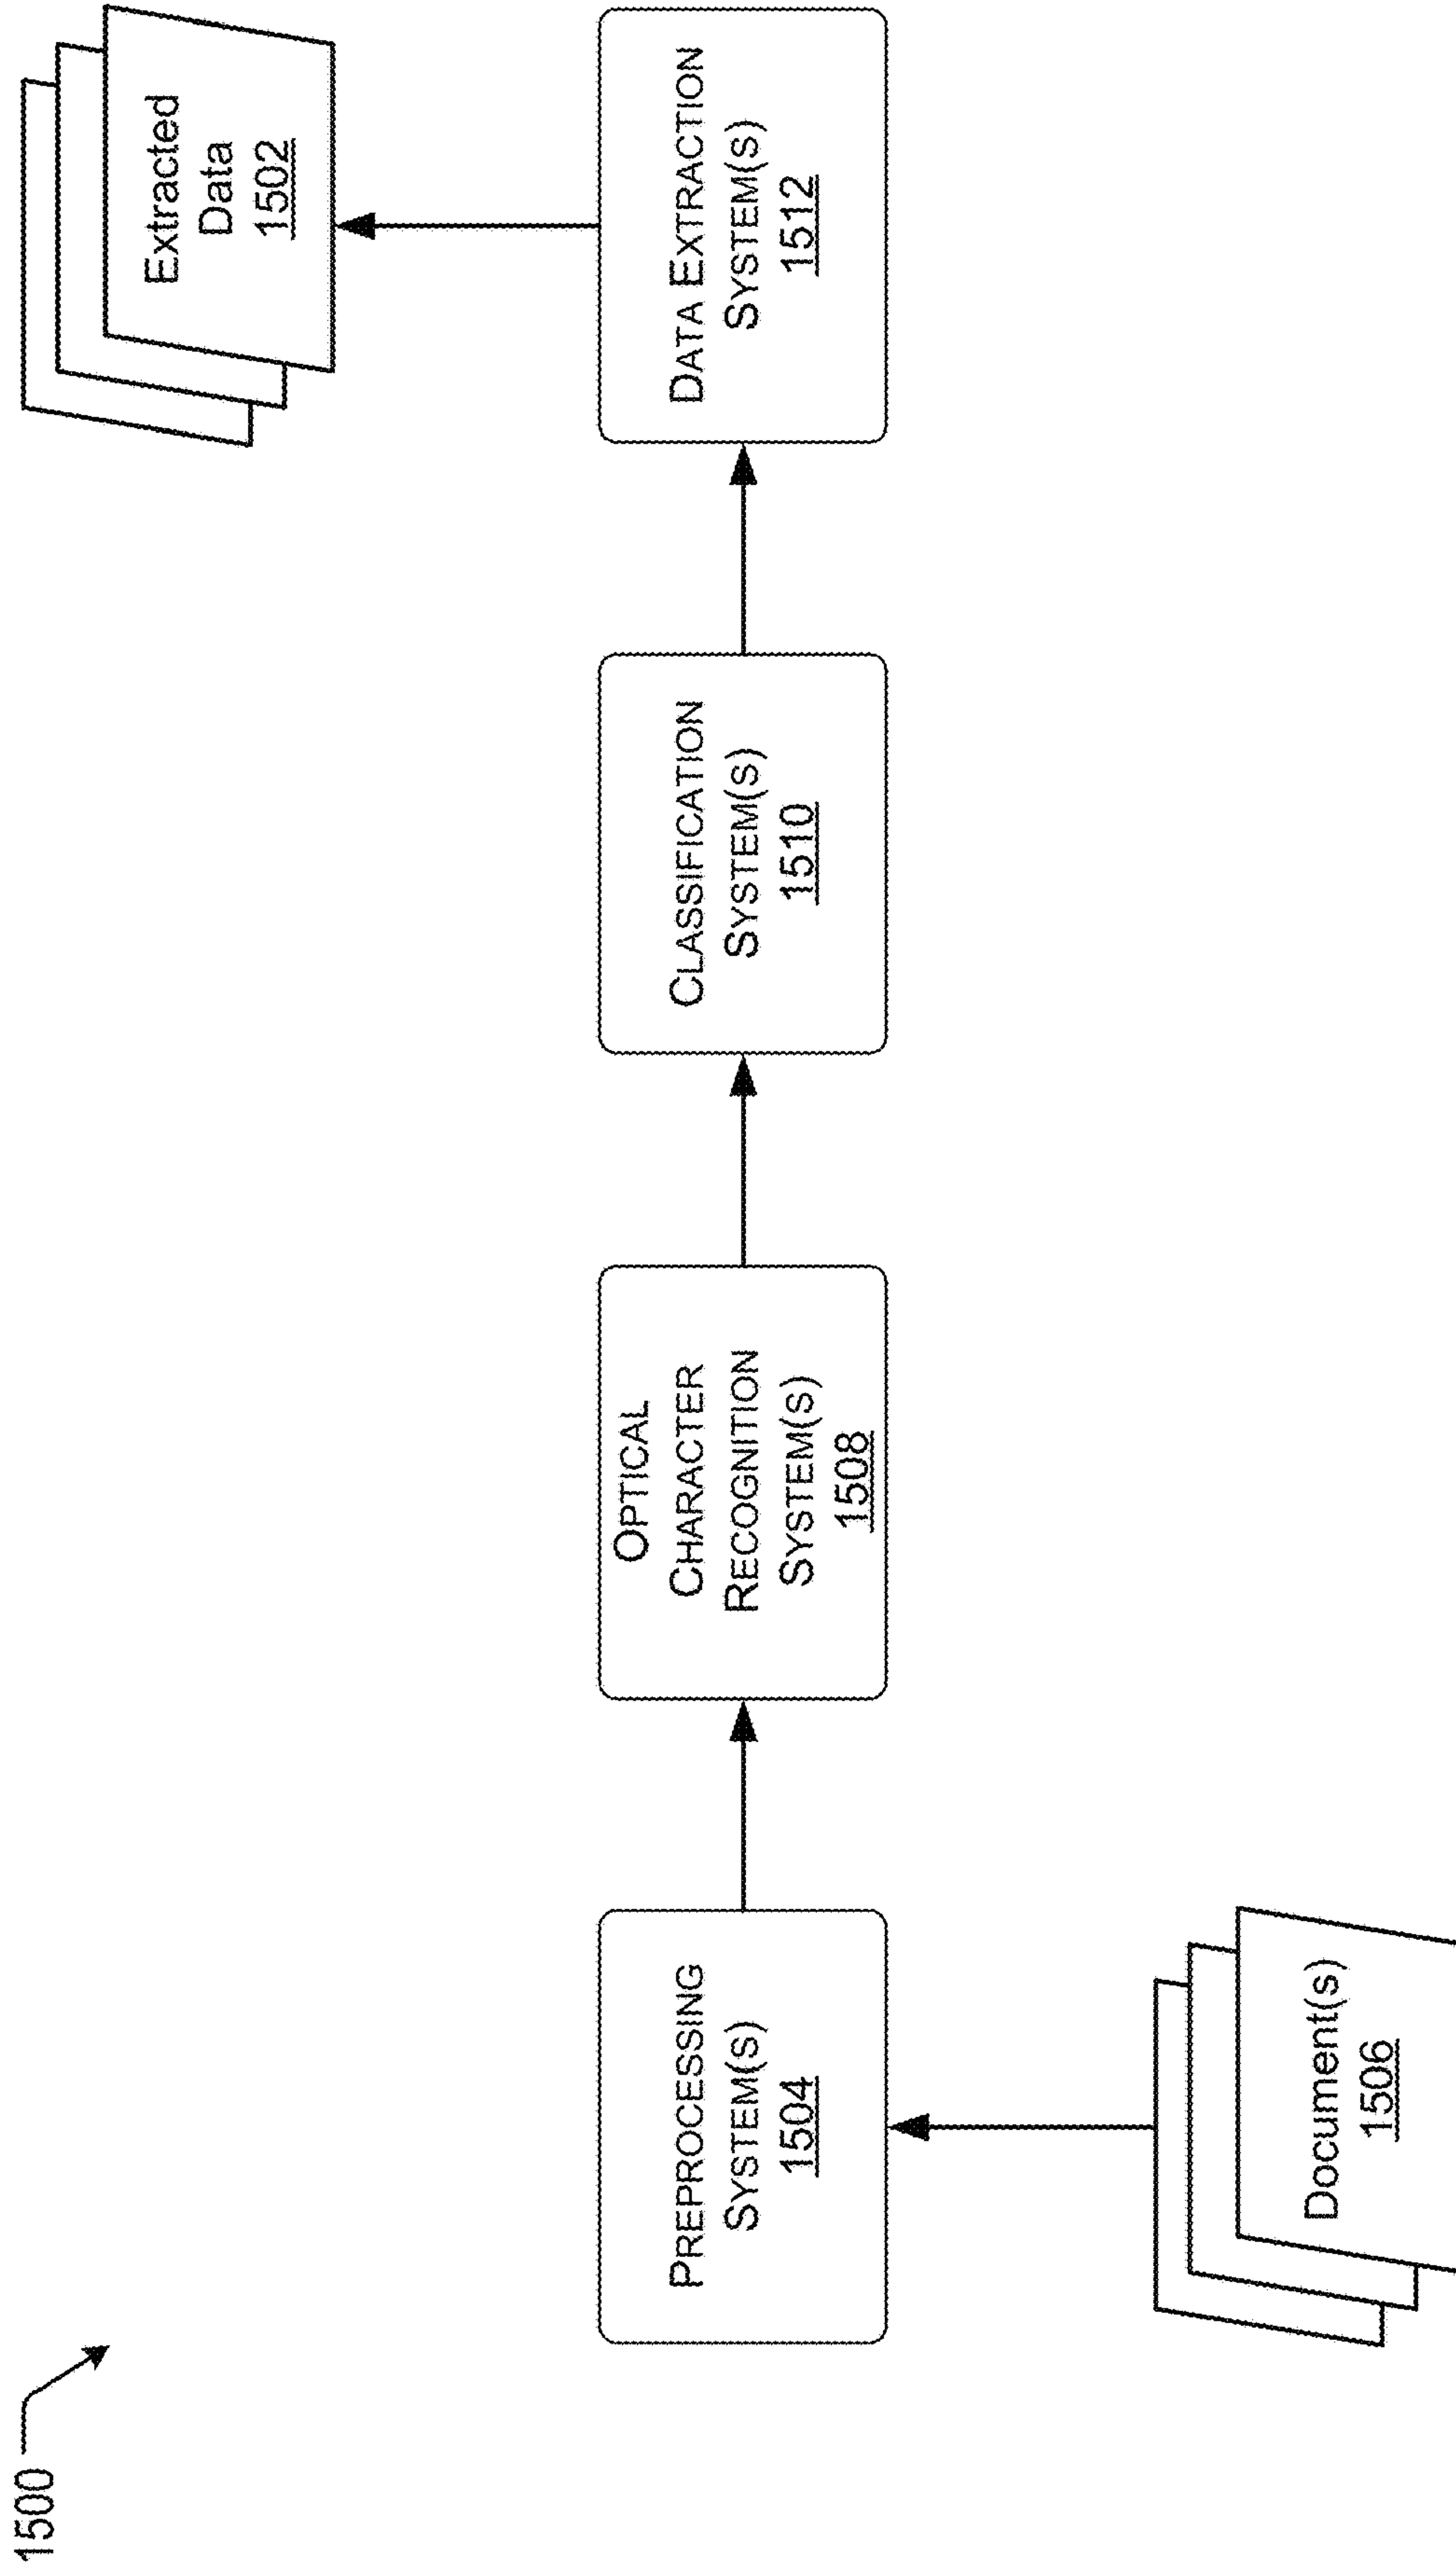 1500
Extracted
Data
1502
PREPROCESSING
SYSTEM(S)
1504
OPTICAL
CHARACTER
RECOGNITION
SYSTEM(S)
1508
CLASSIFICATION
SYSTEM(S)
1510
DATA EXTRACTION
SYSTEM(S)
1512
Document(s)
1506